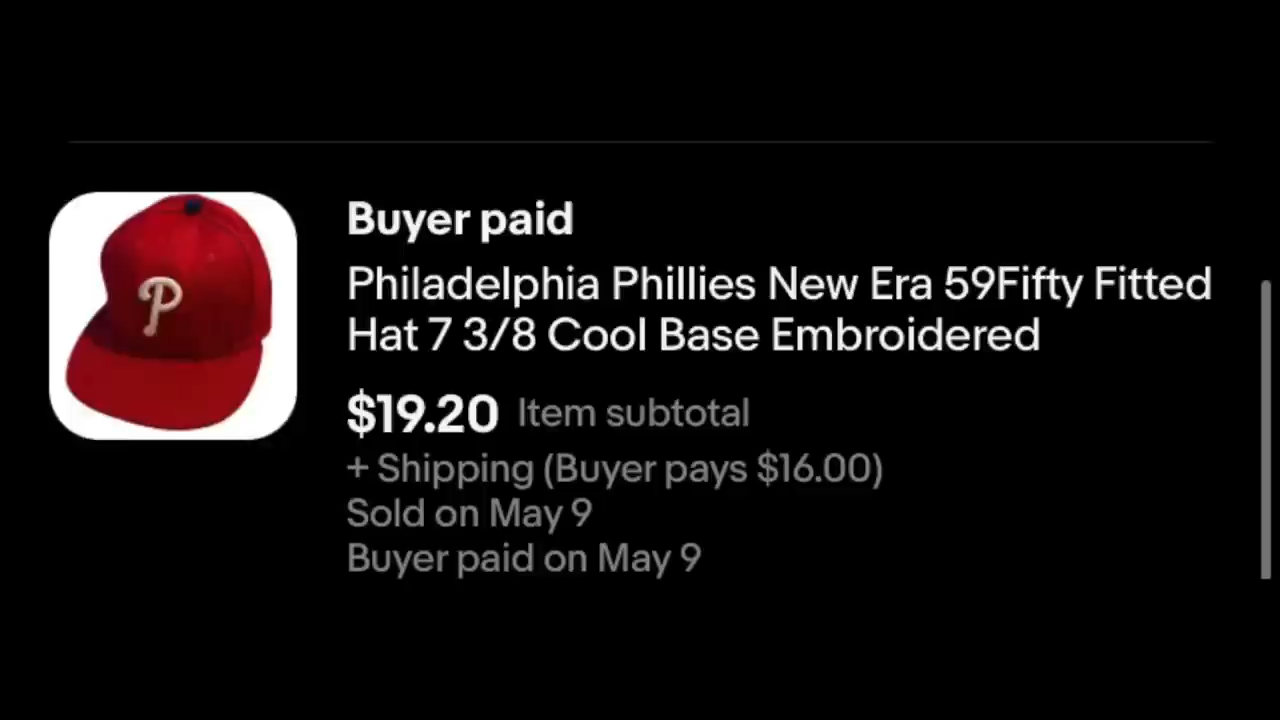 P
Buyer paid
Philadelphia Phillies New Era 59Fifty Fitted
Hat 7 3/8 Cool Base Embroidered
$19.20 Item subtotal
+ Shipping (Buyer pays $16.00)
Sold on May 9
Buyer paid on May 9